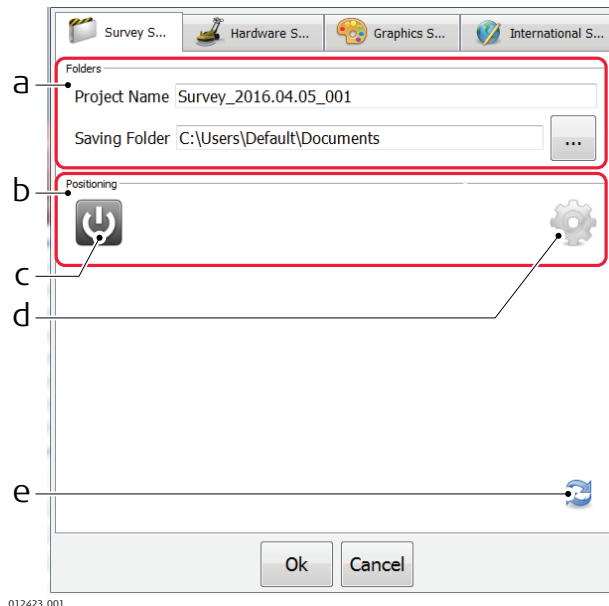 Survey S... Hardware S... Graphics S... International S...
Folders
a
Project Name Survey_2016.04.05_001
Saving Folder C:\Users\Default\Documents ...
b
Positioning
c
d
e
Ok Cancel
012423_001